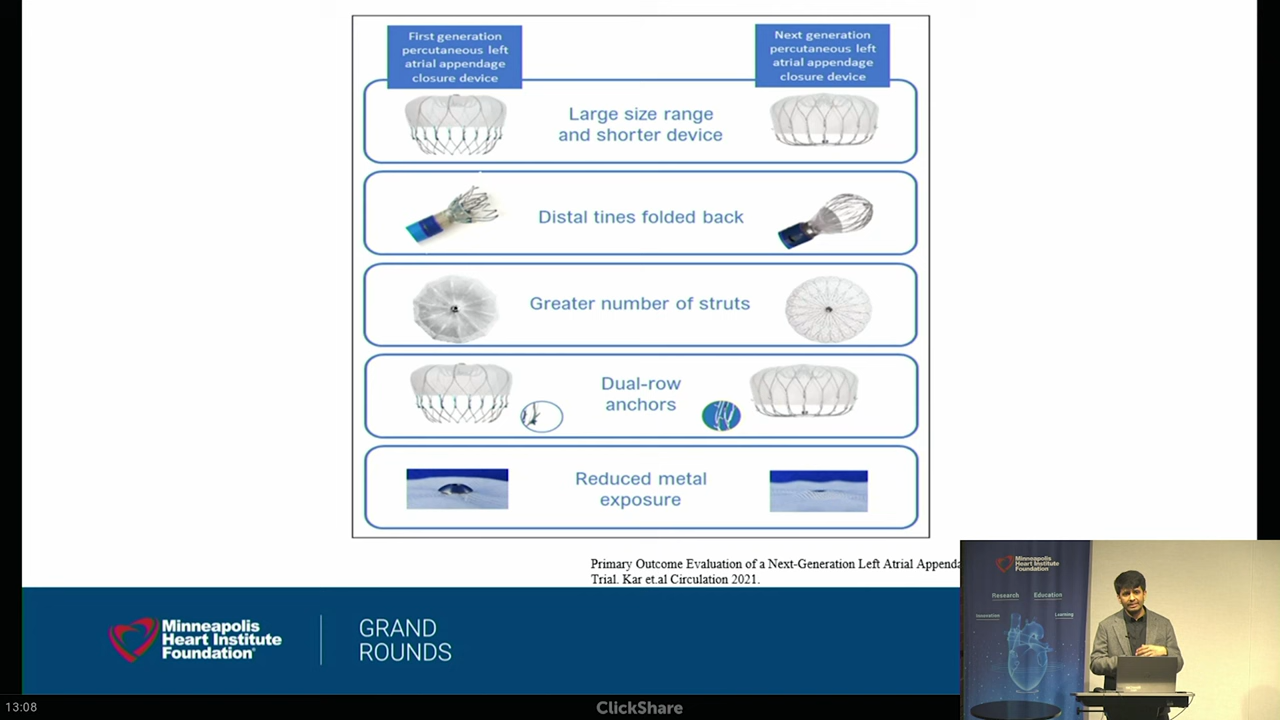 First generation
percutaneous left
atrial appendage
closure device
Next generation
percutaneous left
atrial appendage
closure device
Large size range
and shorter device
Distal tines folded back
Greater number of struts
Dual-row
anchors
Reduced metal
exposure
Primary Outcome Evaluation of a Next-Generation Left Atrial
Trial. Kar et.al Circulation 2021.
Minneapolis
Heart Institute
Foundation
GRAND
ROUNDS
Minneapolis
Heart Institute
Foundation
Research Education
Innovation Learning
13:08
ClickShare